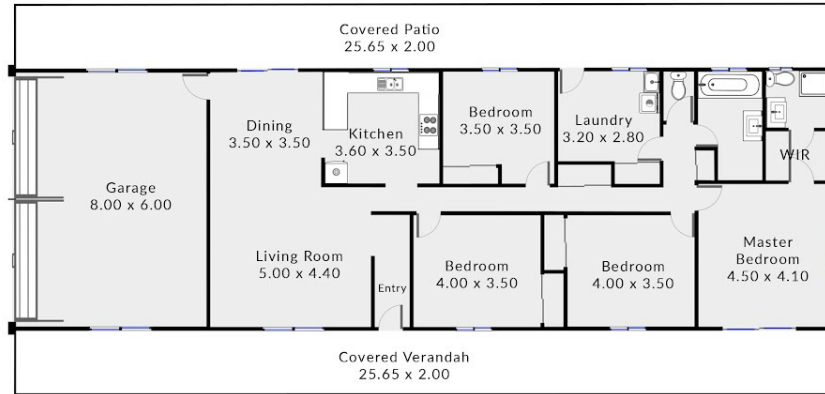 Covered Patio
25.65 x 2.00
Dining
3.50 x 3.50
Kitchen
3.60 x 3.50
Bedroom
3.50 x 3.50
Laundry
3.20 x 2.80
WIR
Garage
8.00 x 6.00
Living Room
5.00 x 4.40
Entry
Bedroom
4.00 x 3.50
Bedroom
4.00 x 3.50
Master
Bedroom
4.50 x 4.10
Covered Verandah
25.65 x 2.00